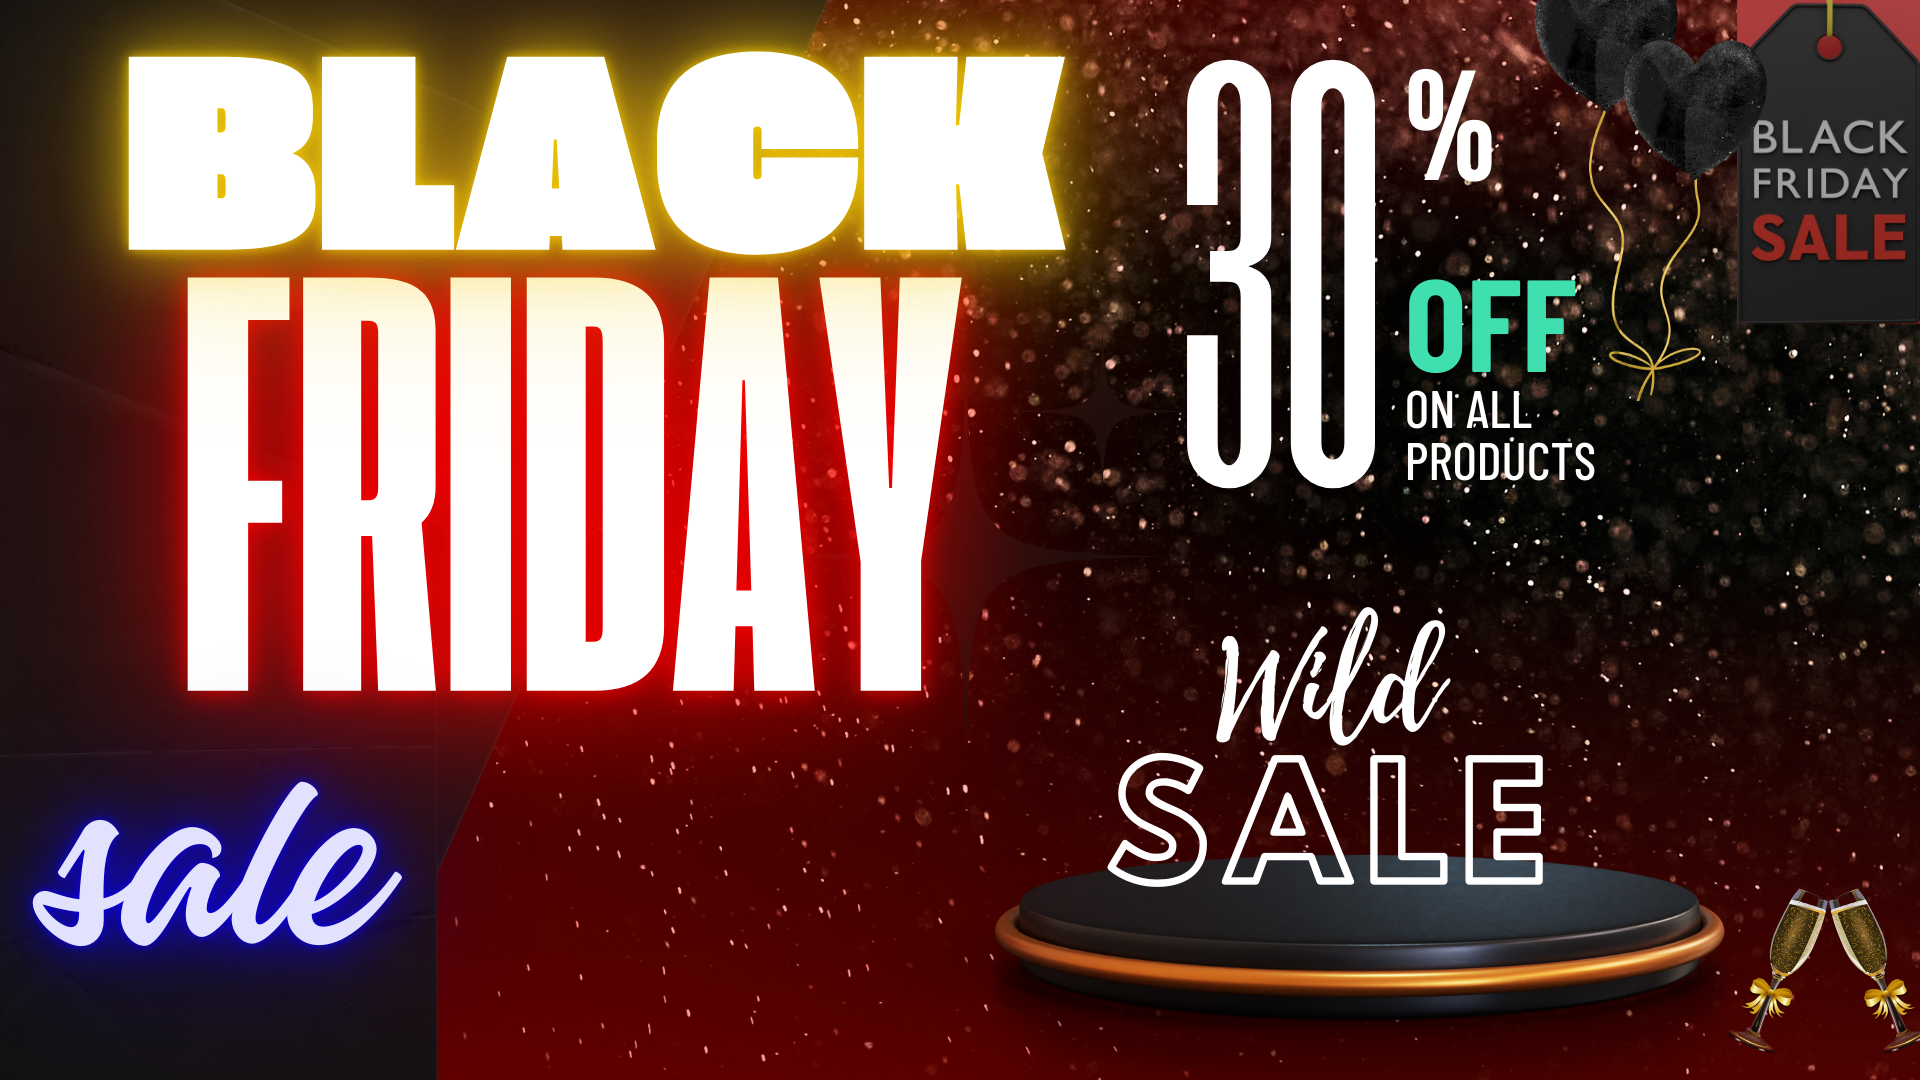 BLACK
FRIDAY
sale
30%
OFF
ON ALL
PRODUCTS
Wild
SALE
BLACK
FRIDAY
SALE